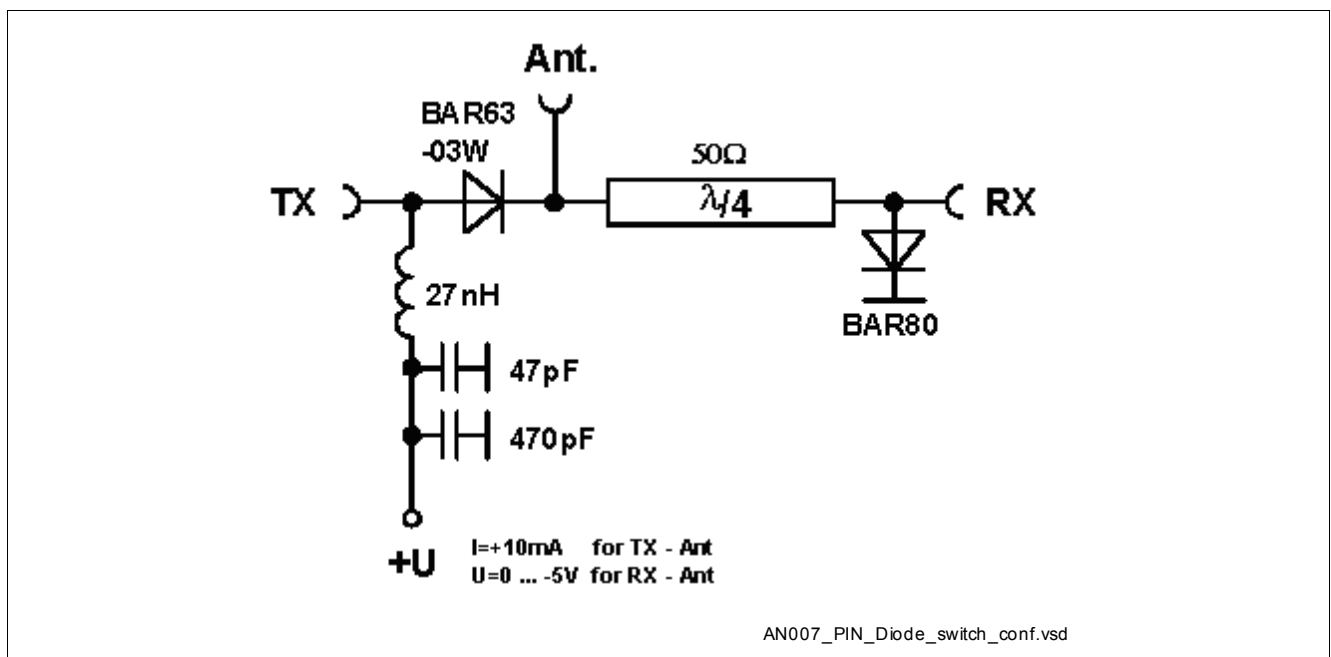 Ant.
BAR63
-03W
50Ω
TX
λ/4
RX
27nH
BAR80
47pF
470pF
+U
I=+10mA for TX - Ant
U=0 ... -5V for RX - Ant
AN007_PIN_Diode_switch_conf.vsd